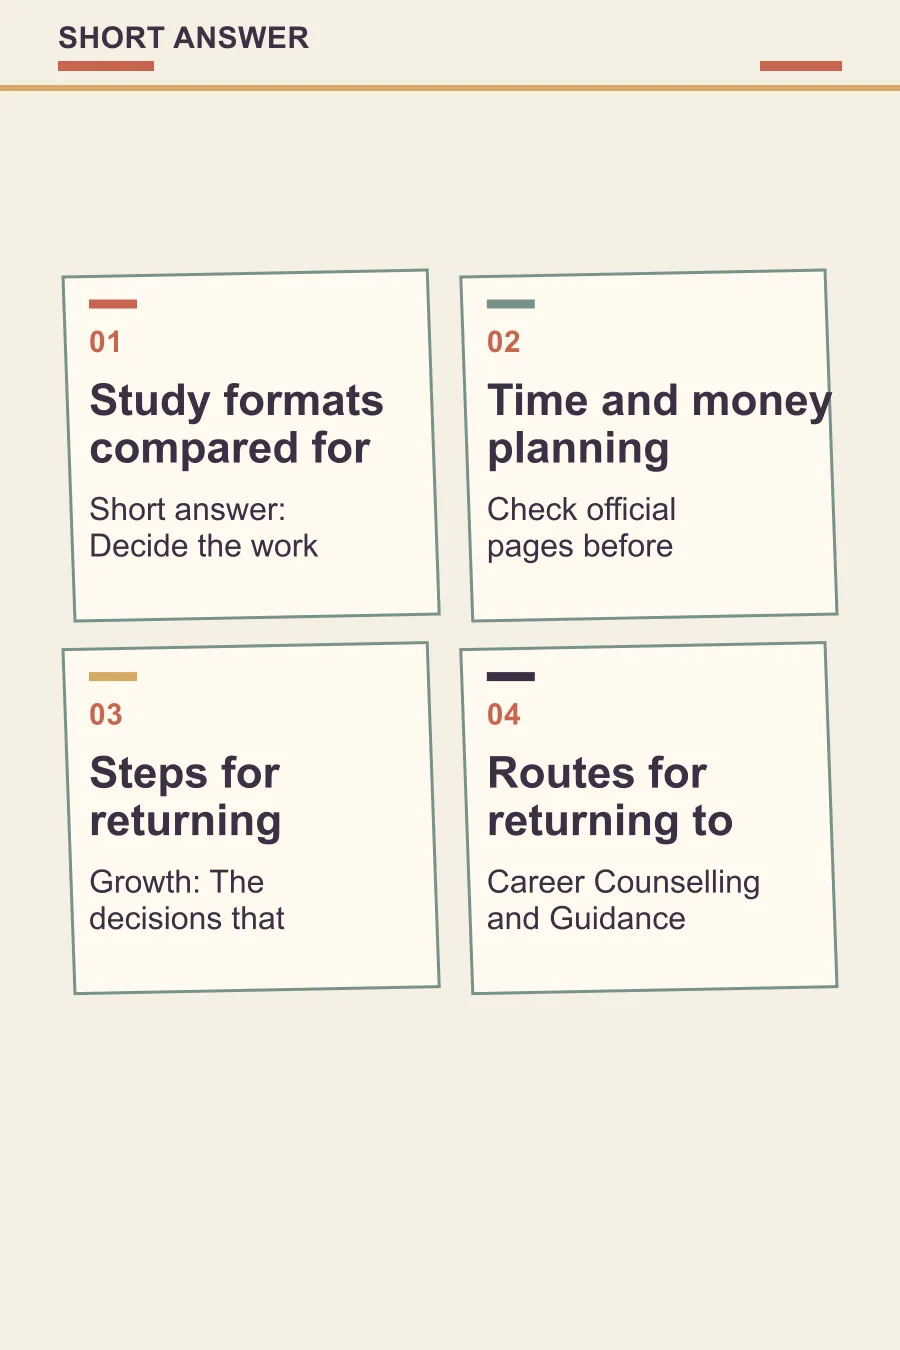 SHORT ANSWER
01
Study formats
compared for
Short answer:
Decide the work
02
Time and money
planning
Check official
pages before
03
Steps for
returning
Growth: The
decisions that
04
Routes for
returning to
Career Counselling
and Guidance